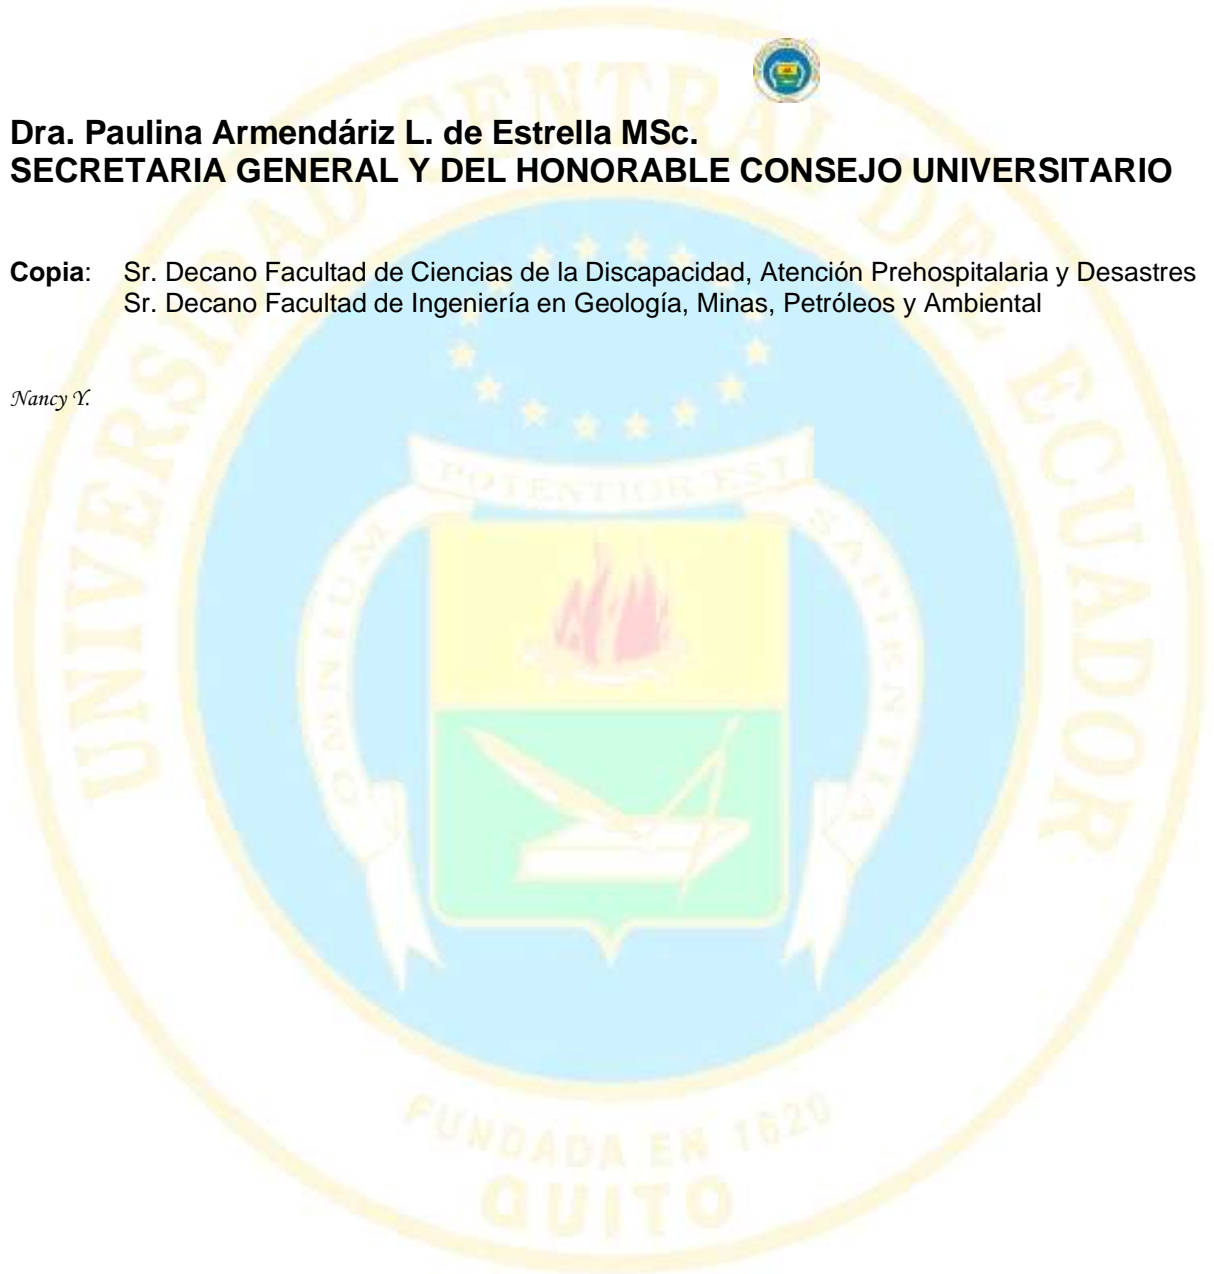 Dra. Paulina Armendáriz L. de Estrella MSc.
SECRETARIA GENERAL Y DEL HONORABLE CONSEJO UNIVERSITARIO
Copia: Sr. Decano Facultad de Ciencias de la Discapacidad, Atención Prehospitalaria y Desastres
Sr. Decano Facultad de Ingeniería en Geología, Minas, Petróleos y Ambiental
Nancy Y.
UNIVERSIDAD CENTRAL DEL ECUADOR
OMNIUM POTENTIOR EST SAPIENTIA
FUNDADA EN 1620
QUITO